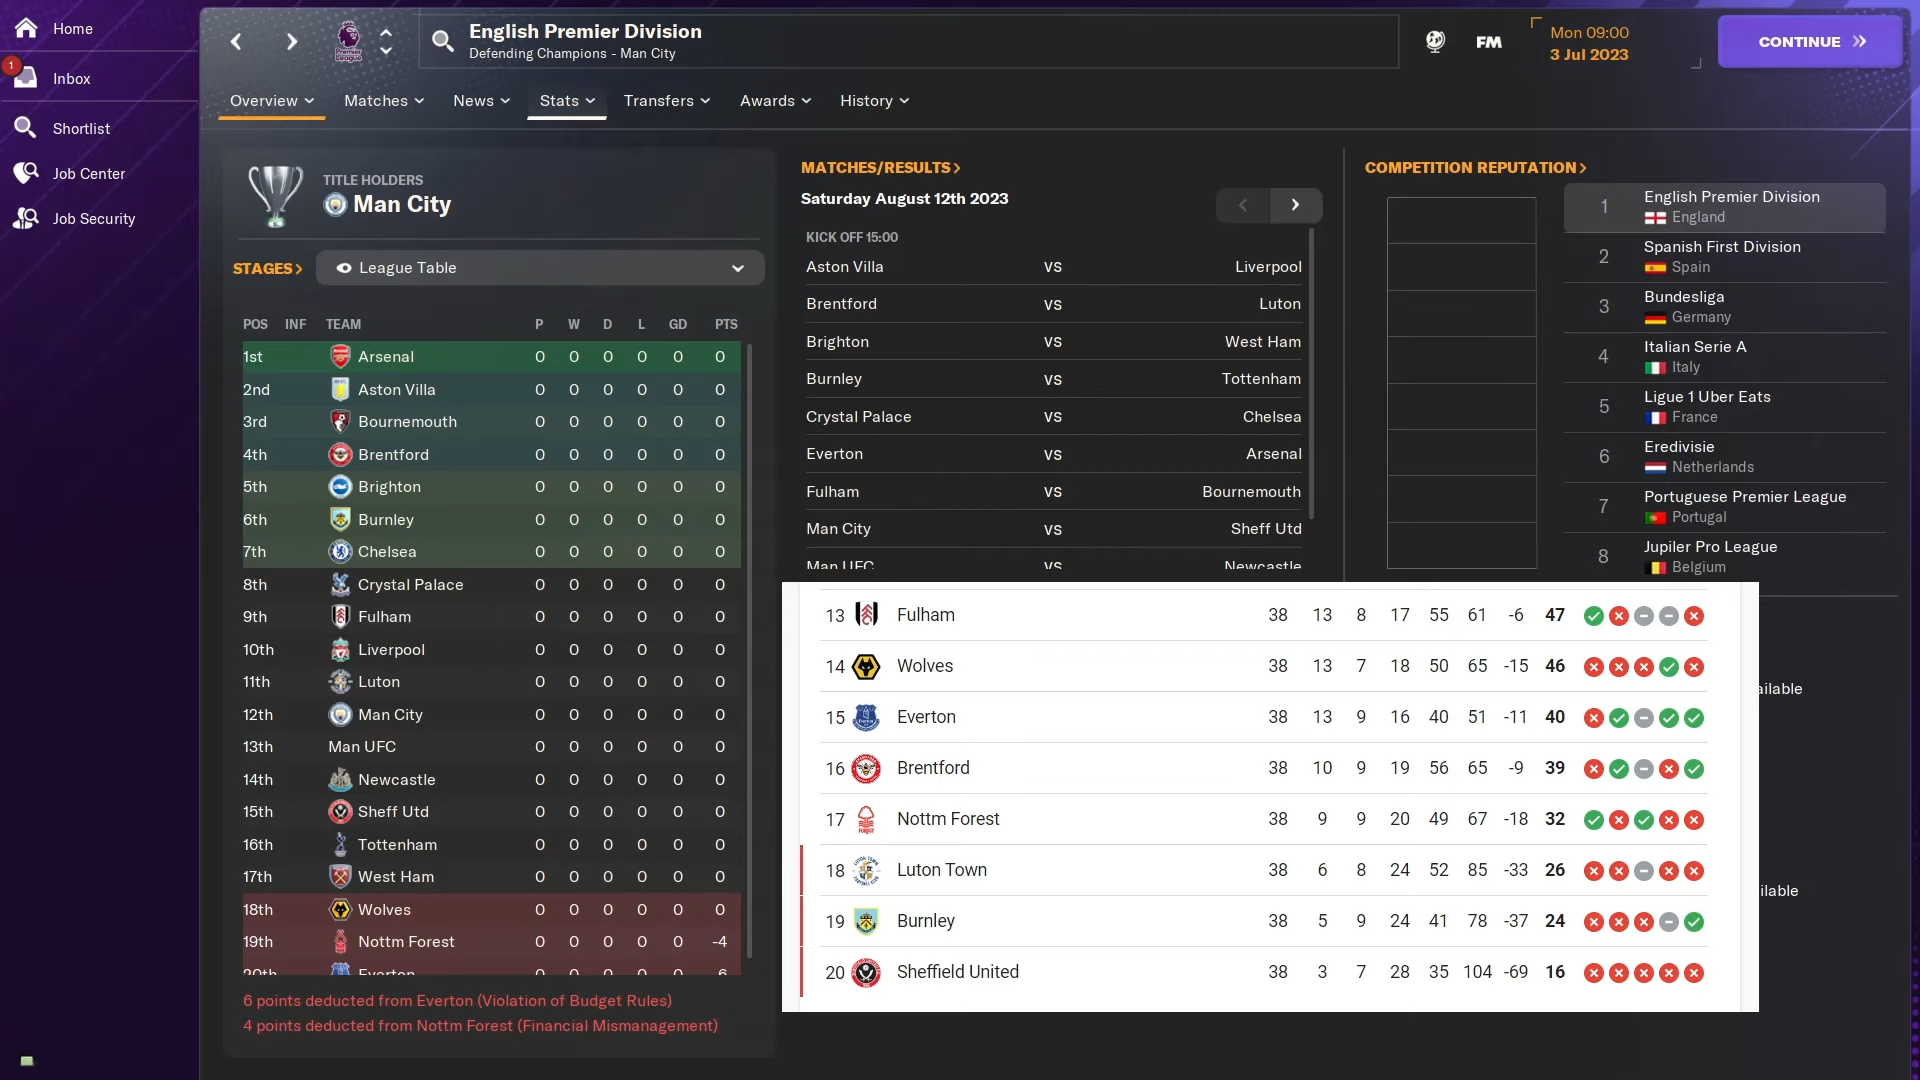 Home
1
Inbox
Shortlist
Job Center
Job Security
English Premier Division
Defending Champions - Man City
FM
Mon 09:00
3 Jul 2023
CONTINUE
Overview
Matches
News
Stats
Transfers
Awards
History
TITLE HOLDERS
Man City
STAGES
League Table
POS INF TEAM P W D L GD PTS
1st Arsenal 0 0 0 0 0 0
2nd Aston Villa 0 0 0 0 0 0
3rd Bournemouth 0 0 0 0 0 0
4th Brentford 0 0 0 0 0 0
5th Brighton 0 0 0 0 0 0
6th Burnley 0 0 0 0 0 0
7th Chelsea 0 0 0 0 0 0
8th Crystal Palace 0 0 0 0 0 0
9th Fulham 0 0 0 0 0 0
10th Liverpool 0 0 0 0 0 0
11th Luton 0 0 0 0 0 0
12th Man City 0 0 0 0 0 0
13th Man UFC 0 0 0 0 0 0
14th Newcastle 0 0 0 0 0 0
15th Sheff Utd 0 0 0 0 0 0
16th Tottenham 0 0 0 0 0 0
17th West Ham 0 0 0 0 0 0
18th Wolves 0 0 0 0 0 0
19th Nottm Forest 0 0 0 0 0 -4
20th Everton 0 0 0 0 0 -6
6 points deducted from Everton (Violation of Budget Rules)
4 points deducted from Nottm Forest (Financial Mismanagement)
MATCHES/RESULTS
Saturday August 12th 2023
KICK OFF 15:00
Aston Villa vs Liverpool
Brentford vs Luton
Brighton vs West Ham
Burnley vs Tottenham
Crystal Palace vs Chelsea
Everton vs Arsenal
Fulham vs Bournemouth
Man City vs Sheff Utd
Man UFC vs Newcastle
COMPETITION REPUTATION
1 English Premier Division
England
2 Spanish First Division
Spain
3 Bundesliga
Germany
4 Italian Serie A
Italy
5 Ligue 1 Uber Eats
France
6 Eredivisie
Netherlands
7 Portuguese Premier League
Portugal
8 Jupiler Pro League
Belgium
13 Fulham 38 13 8 17 55 61 -6 47
14 Wolves 38 13 7 18 50 65 -15 46
15 Everton 38 13 9 16 40 51 -11 40
16 Brentford 38 10 9 19 56 65 -9 39
17 Nottm Forest 38 9 9 20 49 67 -18 32
18 Luton Town 38 6 8 24 52 85 -33 26
19 Burnley 38 5 9 24 41 78 -37 24
20 Sheffield United 38 3 7 28 35 104 -69 16
ailable
ilable